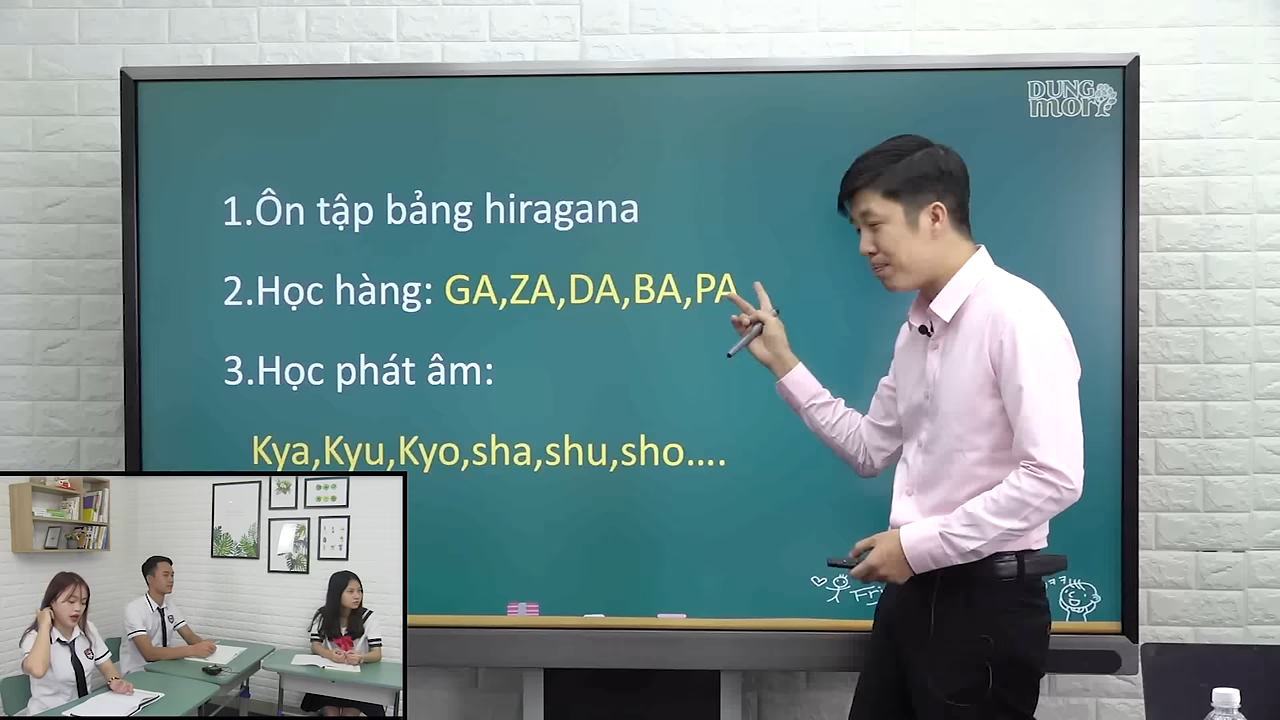 DUNG
mori
1.Ôn tập bảng hiragana
2.Học hàng: GA,ZA,DA,BA,PA
3.Học phát âm:
Kya,Kyu,Kyo,sha,shu,sho....